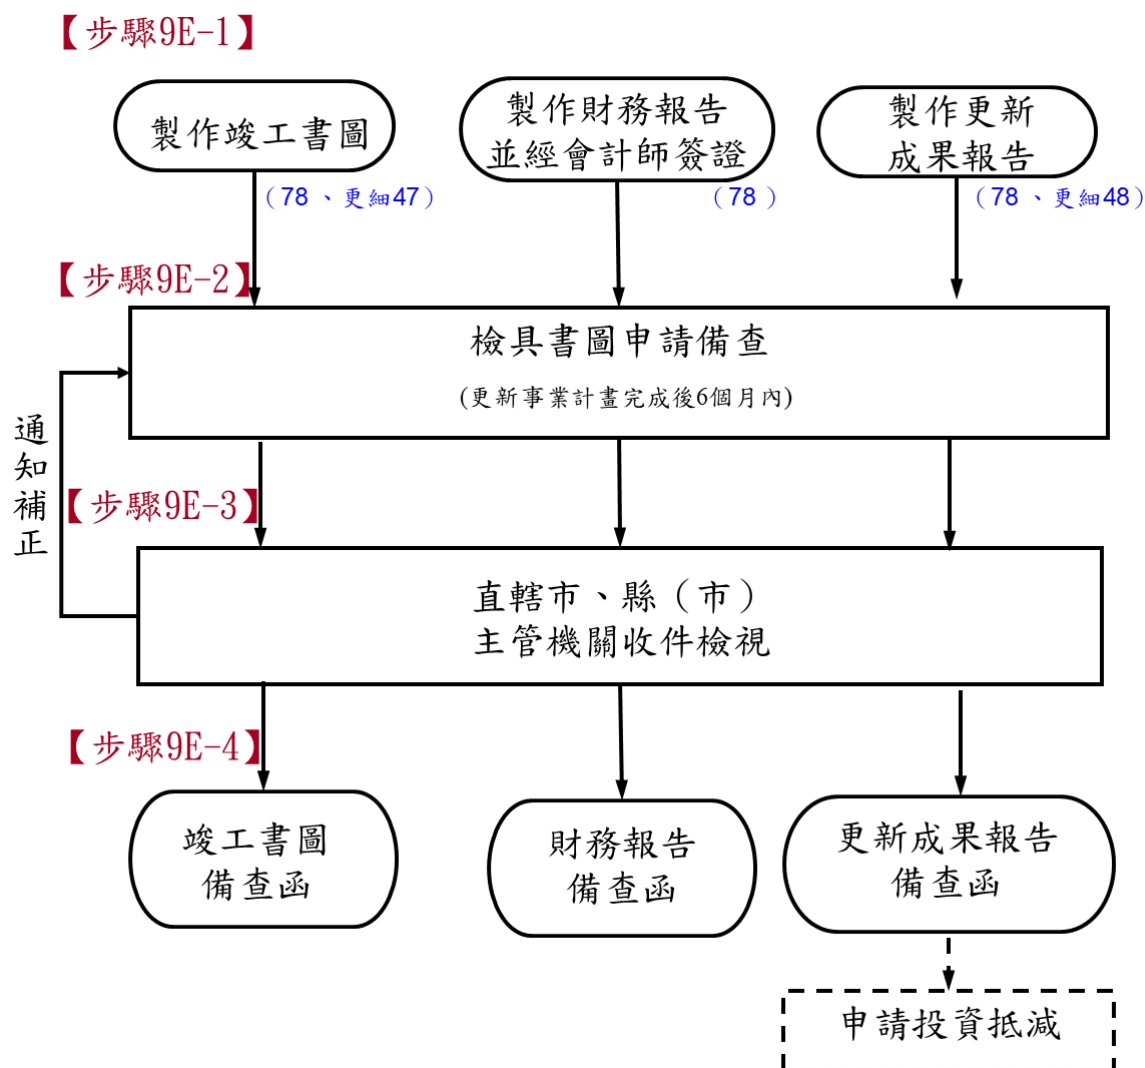 【步驟9E-1】
製作竣工書圖
製作財務報告
並經會計師簽證
製作更新
成果報告
（78、更細47）
（78）
（78、更細48）
【步驟9E-2】
檢具書圖申請備查
(更新事業計畫完成後6個月內)
通知補正
【步驟9E-3】
直轄市、縣（市）
主管機關收件檢視
【步驟9E-4】
竣工書圖
備查函
財務報告
備查函
更新成果報告
備查函
申請投資抵減